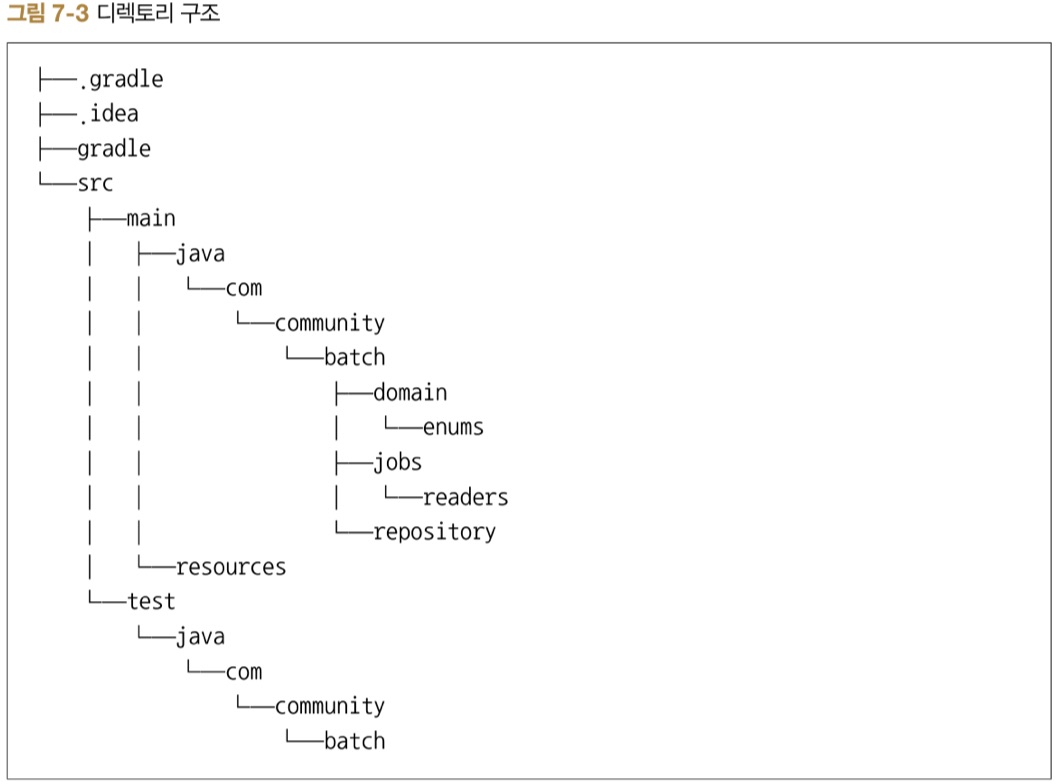 그림 7-3 디렉토리 구조
├──.gradle
├──.idea
├──gradle
└──src
    ├──main
    │   ├──java
    │   │   └──com
    │   │       └──community
    │   │           └──batch
    │   │               ├──domain
    │   │               │   └──enums
    │   │               ├──jobs
    │   │               │   └──readers
    │   │               └──repository
    │   └──resources
    └──test
        └──java
            └──com
                └──community
                    └──batch